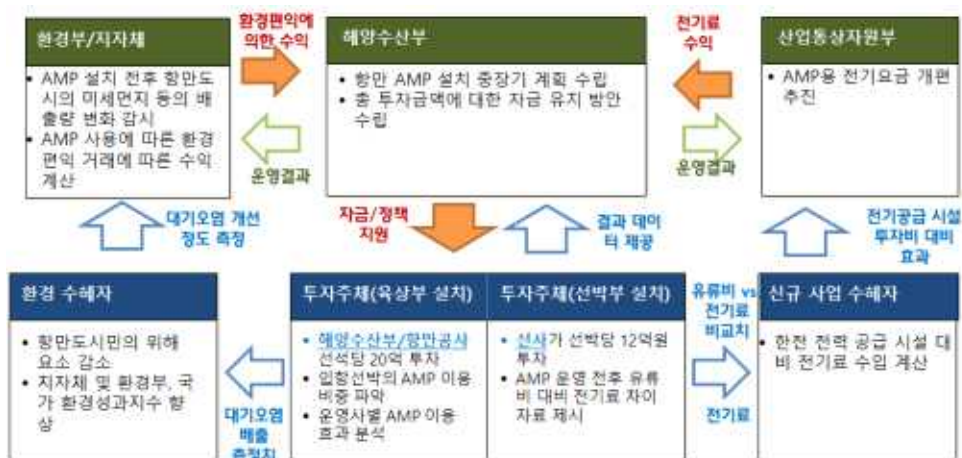 환경부/지자체
• AMP 설치 전후 항만도
시의 미세먼지 등의 배
출량 변화 감시
• AMP 사용에 따른 환경
편익 거래에 따른 수익
계산
환경편익에
의한 수익
운영결과
해양수산부
• 항만 AMP 설치 중장기 계획 수립
• 총 투자금액에 대한 자금 유치 방안
수립
전기료
수익
운영결과
산업통상자원부
• AMP용 전기요금 개편
추진
대기오염 개선
정도 측정
자금/정책
지원
결과 데이
터 제공
전기공급 시설
투자비 대비
효과
환경 수혜자
• 항만도시민의 위해
요소 감소
• 지자체 및 환경부, 국
가 환경성과지수 향
상
대기오염
배출
측정치
투자주체(육상부 설치)
• 해양수산부/항만공사
선석당 20억 투자
• 입항선박의 AMP 이용
비중 파악
• 운영사별 AMP 이용
효과 분석
투자주체(선박부 설치)
• 선사가 선박당 12억원
투자
• AMP 운영 전후 유류
비 대비 전기료 차이
자료 제시
유류비 vs
전기료
비교치
전기료
신규 사업 수혜자
• 한전 전력 공급 시설 대
비 전기료 수입 계산